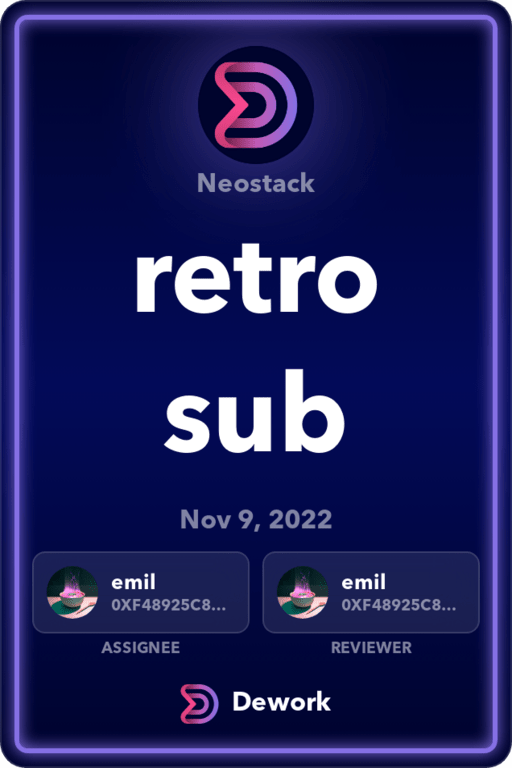 Neostack
retro
sub
Nov 9, 2022
emil
0XF48925C8...
ASSIGNEE
emil
0XF48925C8...
REVIEWER
Dework